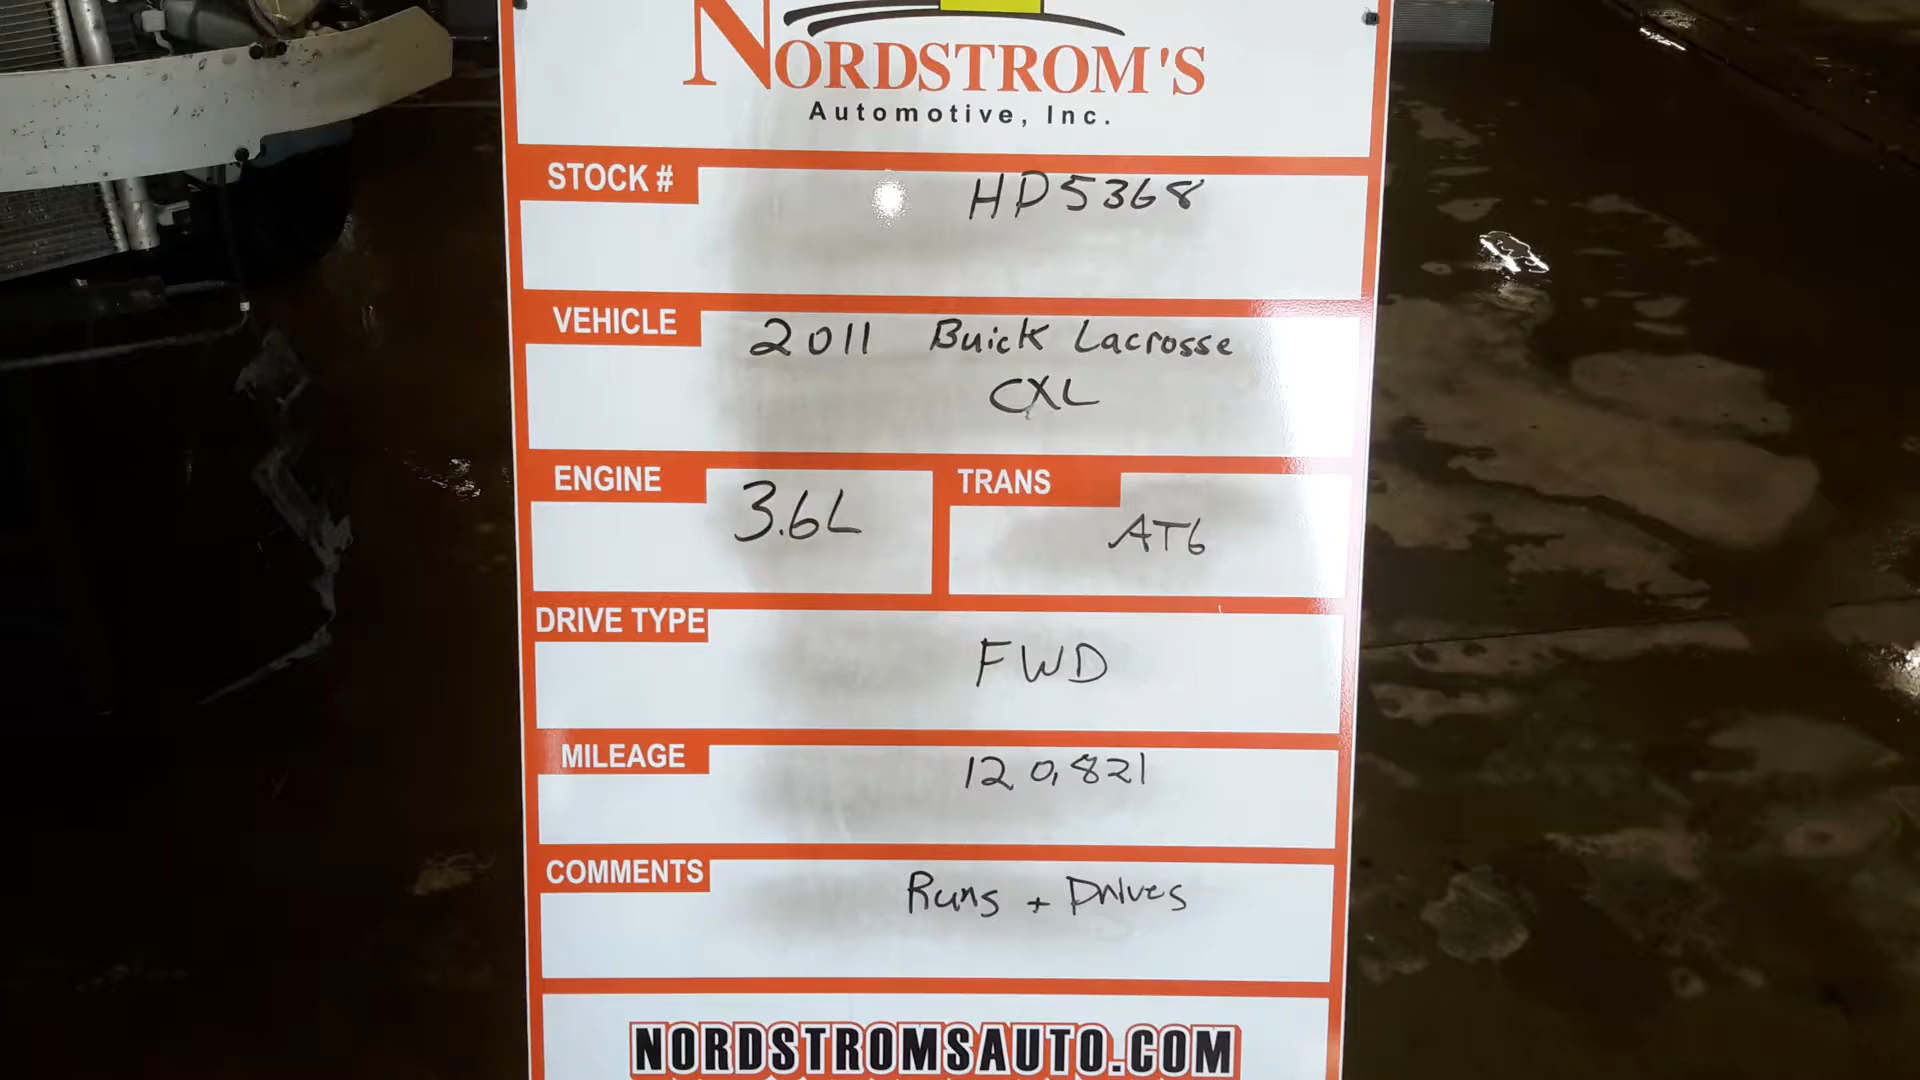 NORDSTROM'S
Automotive, Inc.
STOCK # HP5368
VEHICLE 2011 Buick Lacrosse
CXL
ENGINE 3.6L TRANS AT6
DRIVE TYPE FWD
MILEAGE 120,821
COMMENTS Runs + Drives
NORDSTROMSAUTO.COM